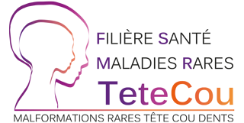 FILIÈRE SANTÉ
MALADIES RARES
TeteCou
MALFORMATIONS RARES TÊTE COU DENTS